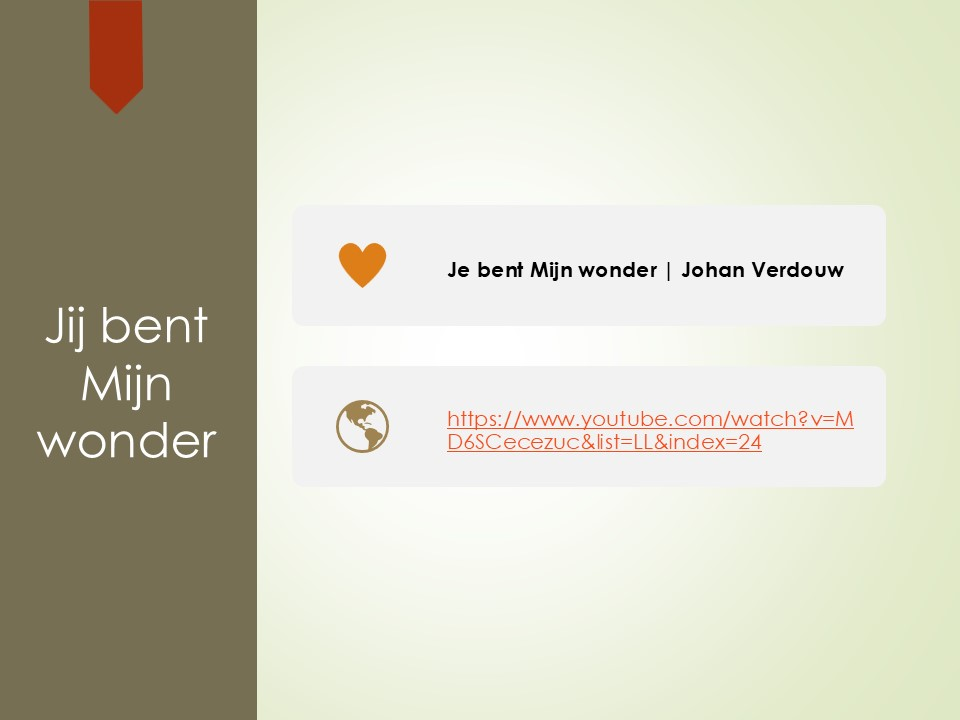 Jij bent
Mijn
wonder
Je bent Mijn wonder | Johan Verdouw
https://www.youtube.com/watch?v=M
D6SCecezuc&list=LL&index=24